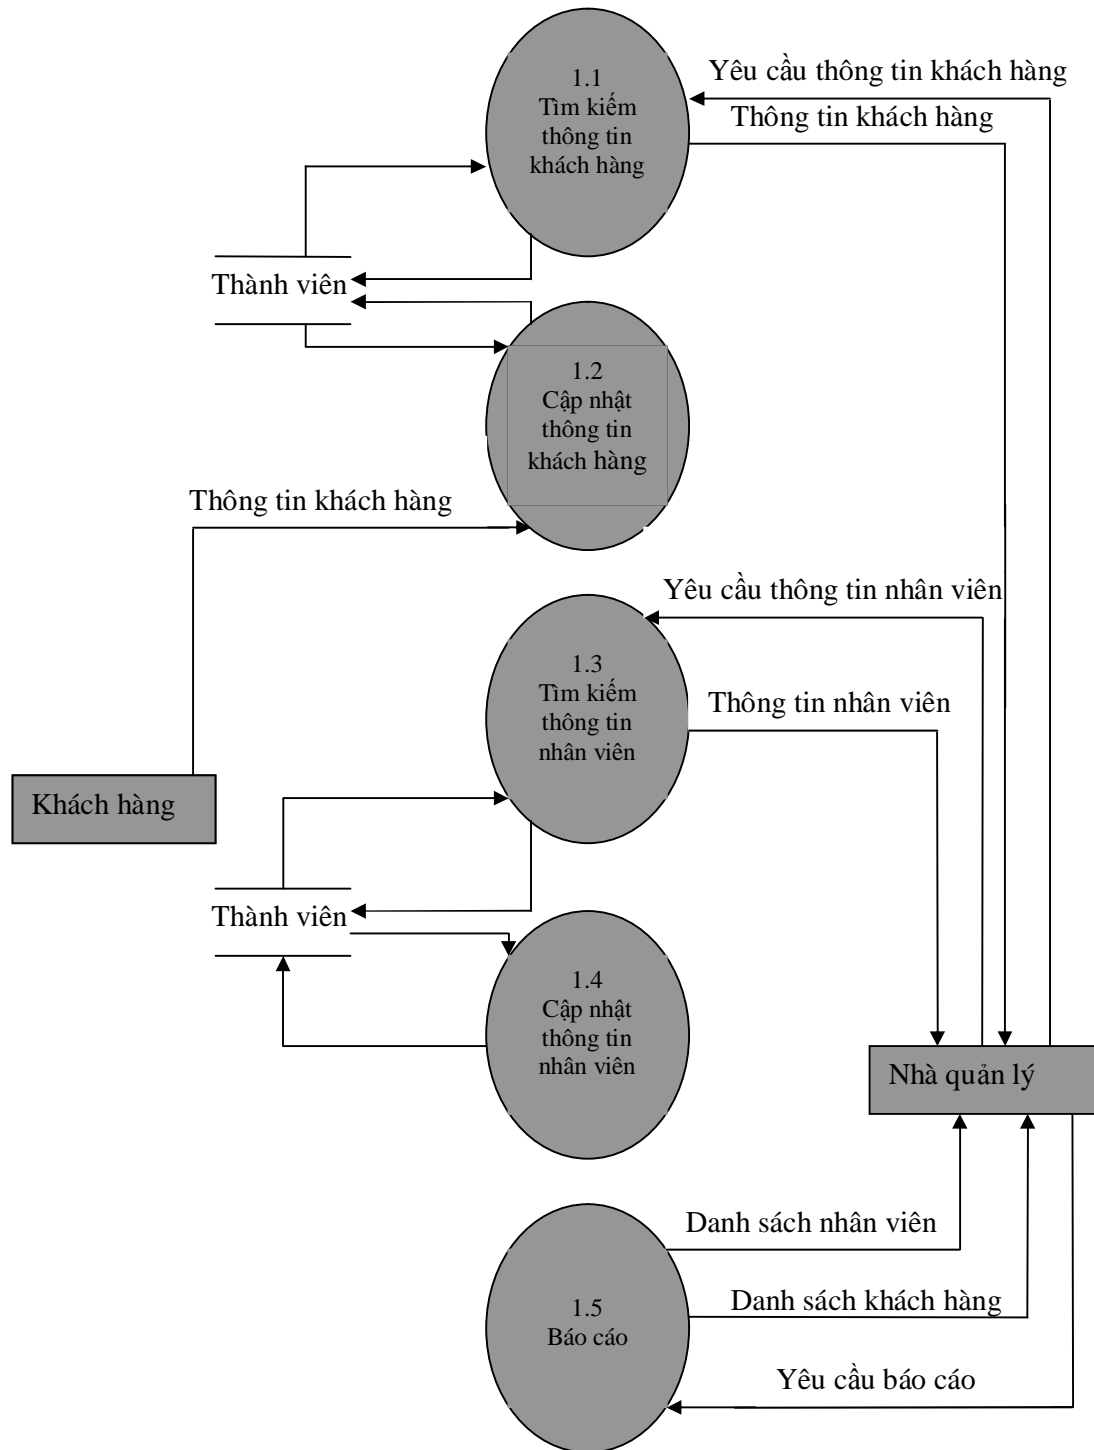 1.1
Tìm kiếm
thông tin
khách hàng
Yêu cầu thông tin khách hàng
Thông tin khách hàng
Thành viên
1.2
Cập nhật
thông tin
khách hàng
Thông tin khách hàng
Yêu cầu thông tin nhân viên
1.3
Tìm kiếm
thông tin
nhân viên
Thông tin nhân viên
Khách hàng
Thành viên
1.4
Cập nhật
thông tin
nhân viên
Nhà quản lý
Danh sách nhân viên
1.5
Báo cáo
Danh sách khách hàng
Yêu cầu báo cáo